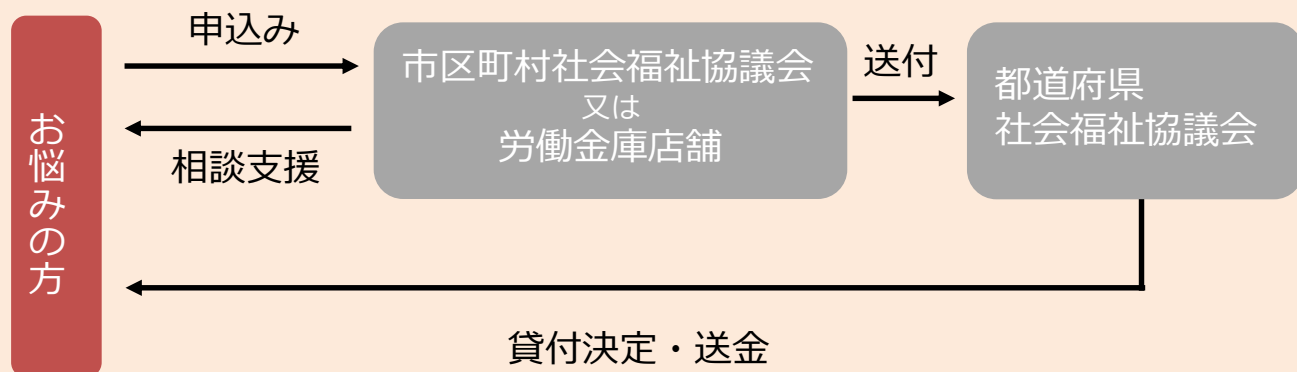 お悩みの方
申込み
相談支援
市区町村社会福祉協議会
又は
労働金庫店舗
送付
都道府県
社会福祉協議会
貸付決定・送金